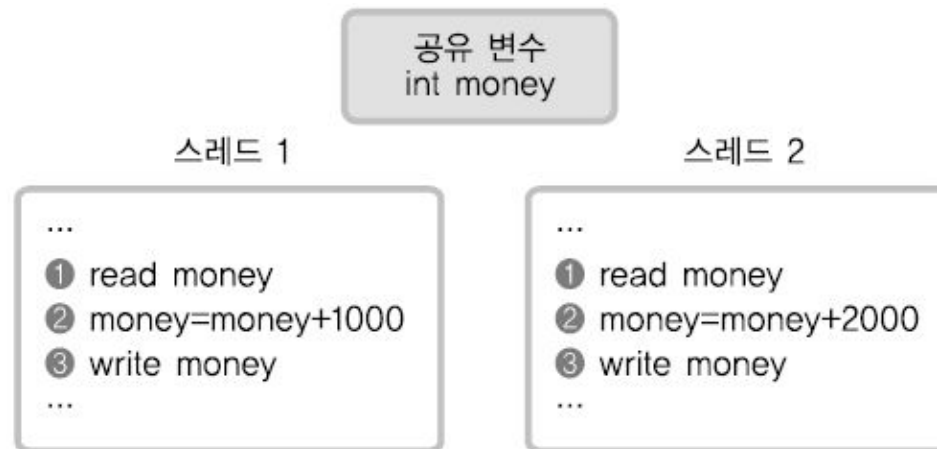 공유 변수
int money
스레드 1
...
❶ read money
❷ money=money+1000
❸ write money
...
스레드 2
...
❶ read money
❷ money=money+2000
❸ write money
...